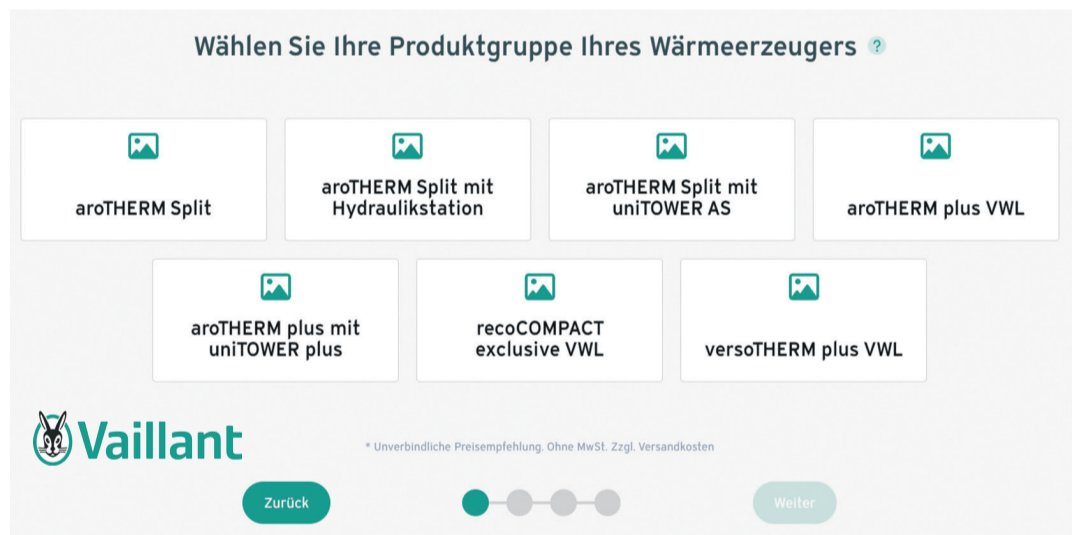 Wählen Sie Ihre Produktgruppe Ihres Wärmeerzeugers ?
aroTHERM Split
aroTHERM Split mit
Hydraulikstation
aroTHERM Split mit
uniTOWER AS
aroTHERM plus VWL
aroTHERM plus mit
uniTOWER plus
recoCOMPACT
exclusive VWL
versoTHERM plus VWL
Vaillant
* Unverbindliche Preisempfehlung. Ohne MwSt. Zzgl. Versandkosten
Zurück
Weiter